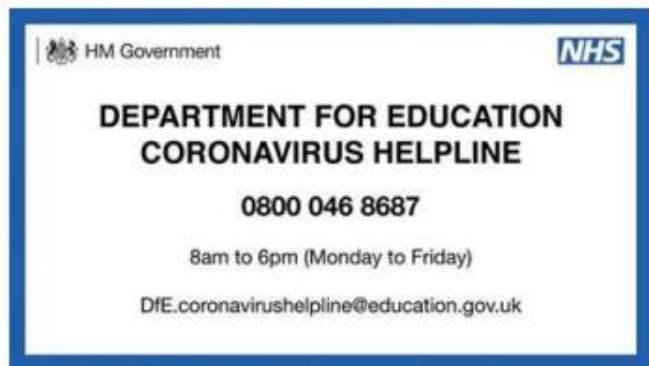 HM Government
NHS
DEPARTMENT FOR EDUCATION
CORONAVIRUS HELPLINE
0800 046 8687
8am to 6pm (Monday to Friday)
DfE.coronavirushelpline@education.gov.uk